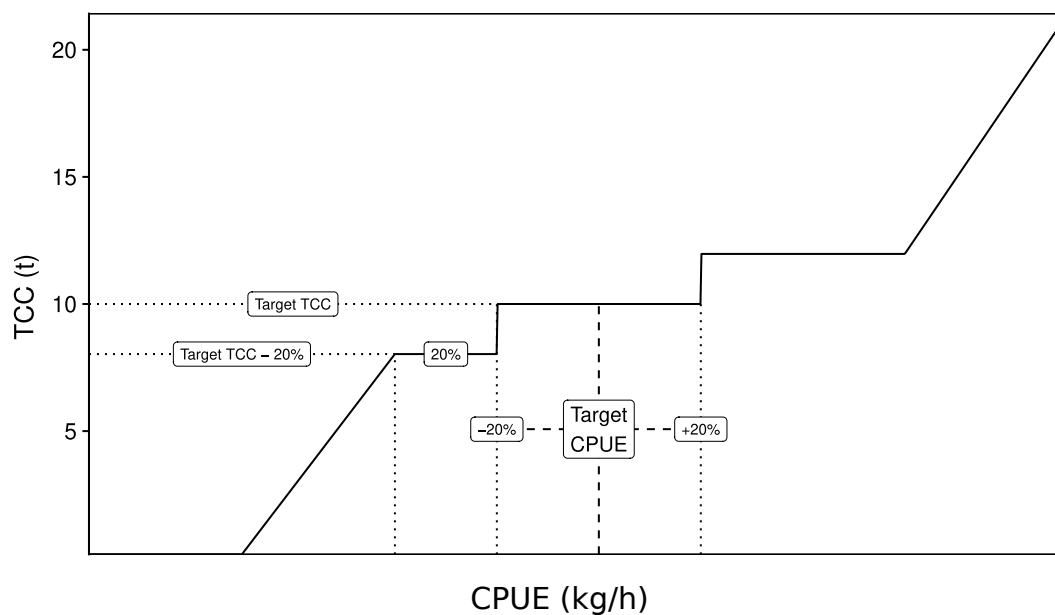 20
15
10
5
TCC (t)
Target TCC
Target TCC – 20%
20%
–20%
Target
CPUE
+20%
CPUE (kg/h)